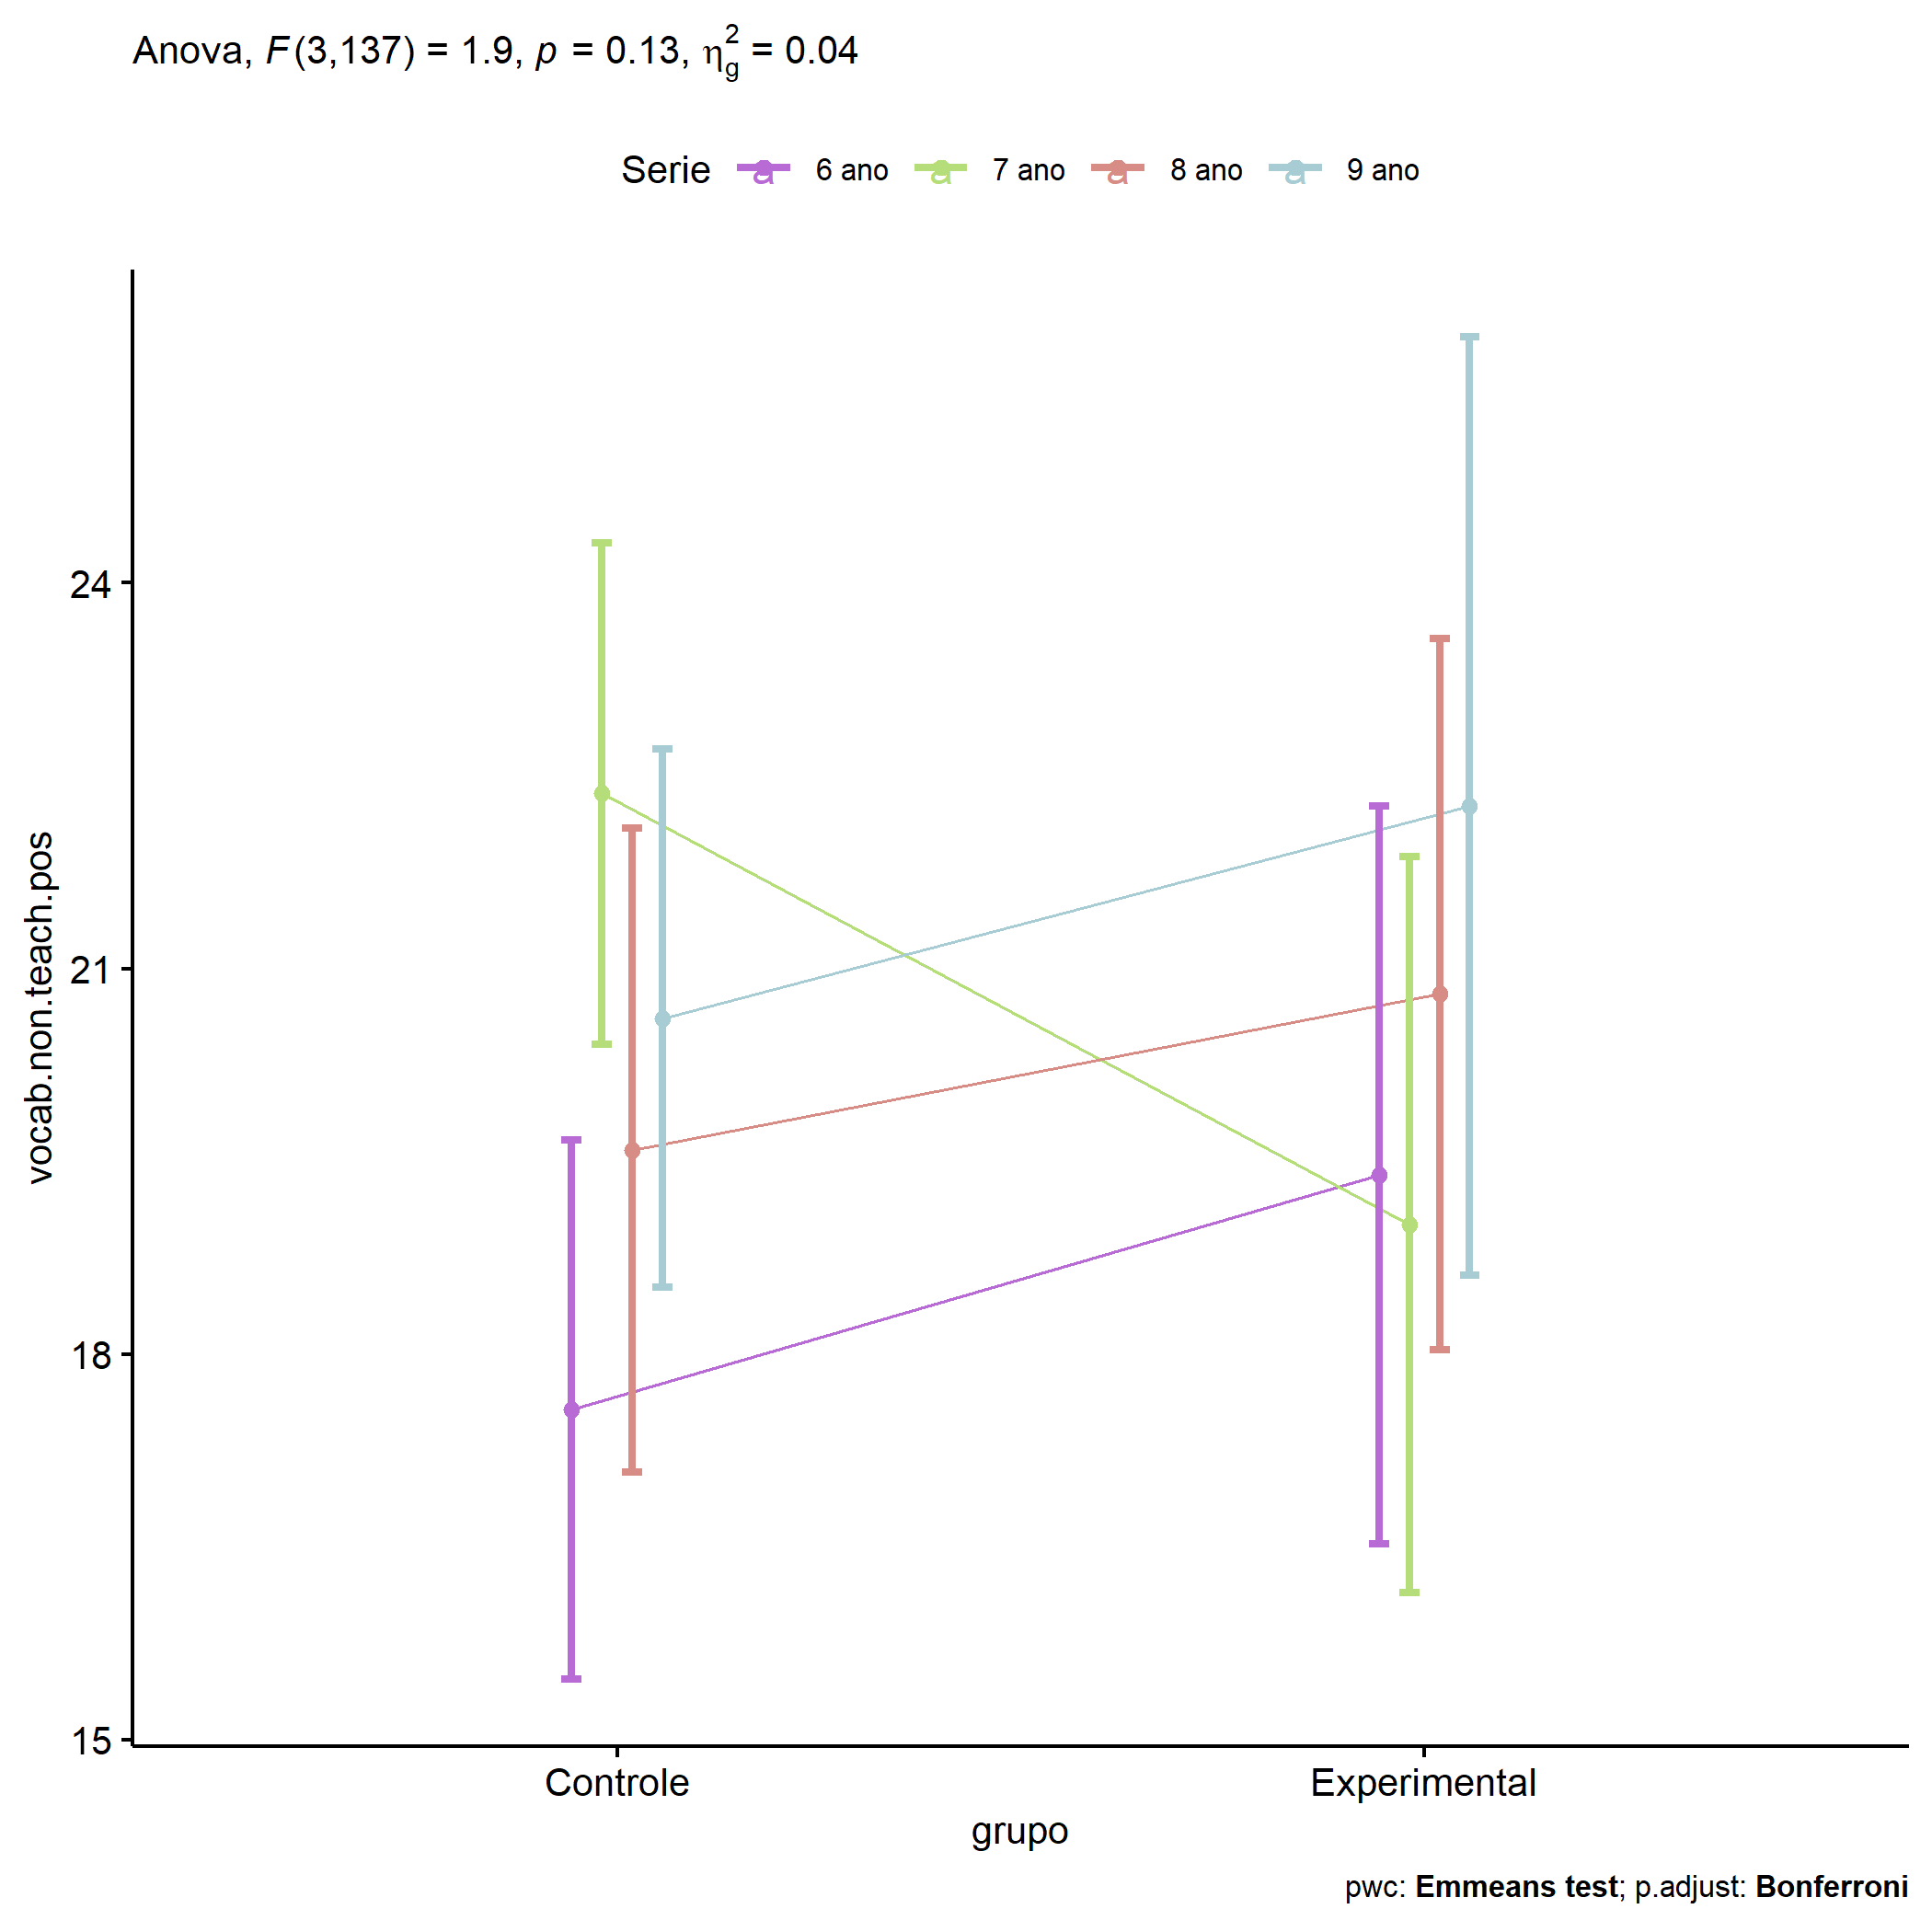 Anova, F(3,137) = 1.9, p = 0.13, η²g = 0.04
Serie a 6 ano a 7 ano a 8 ano a 9 ano
24
21
18
15
vocab.non.teach.pos
Controle Experimental
grupo
pwc: Emmeans test; p.adjust: Bonferroni